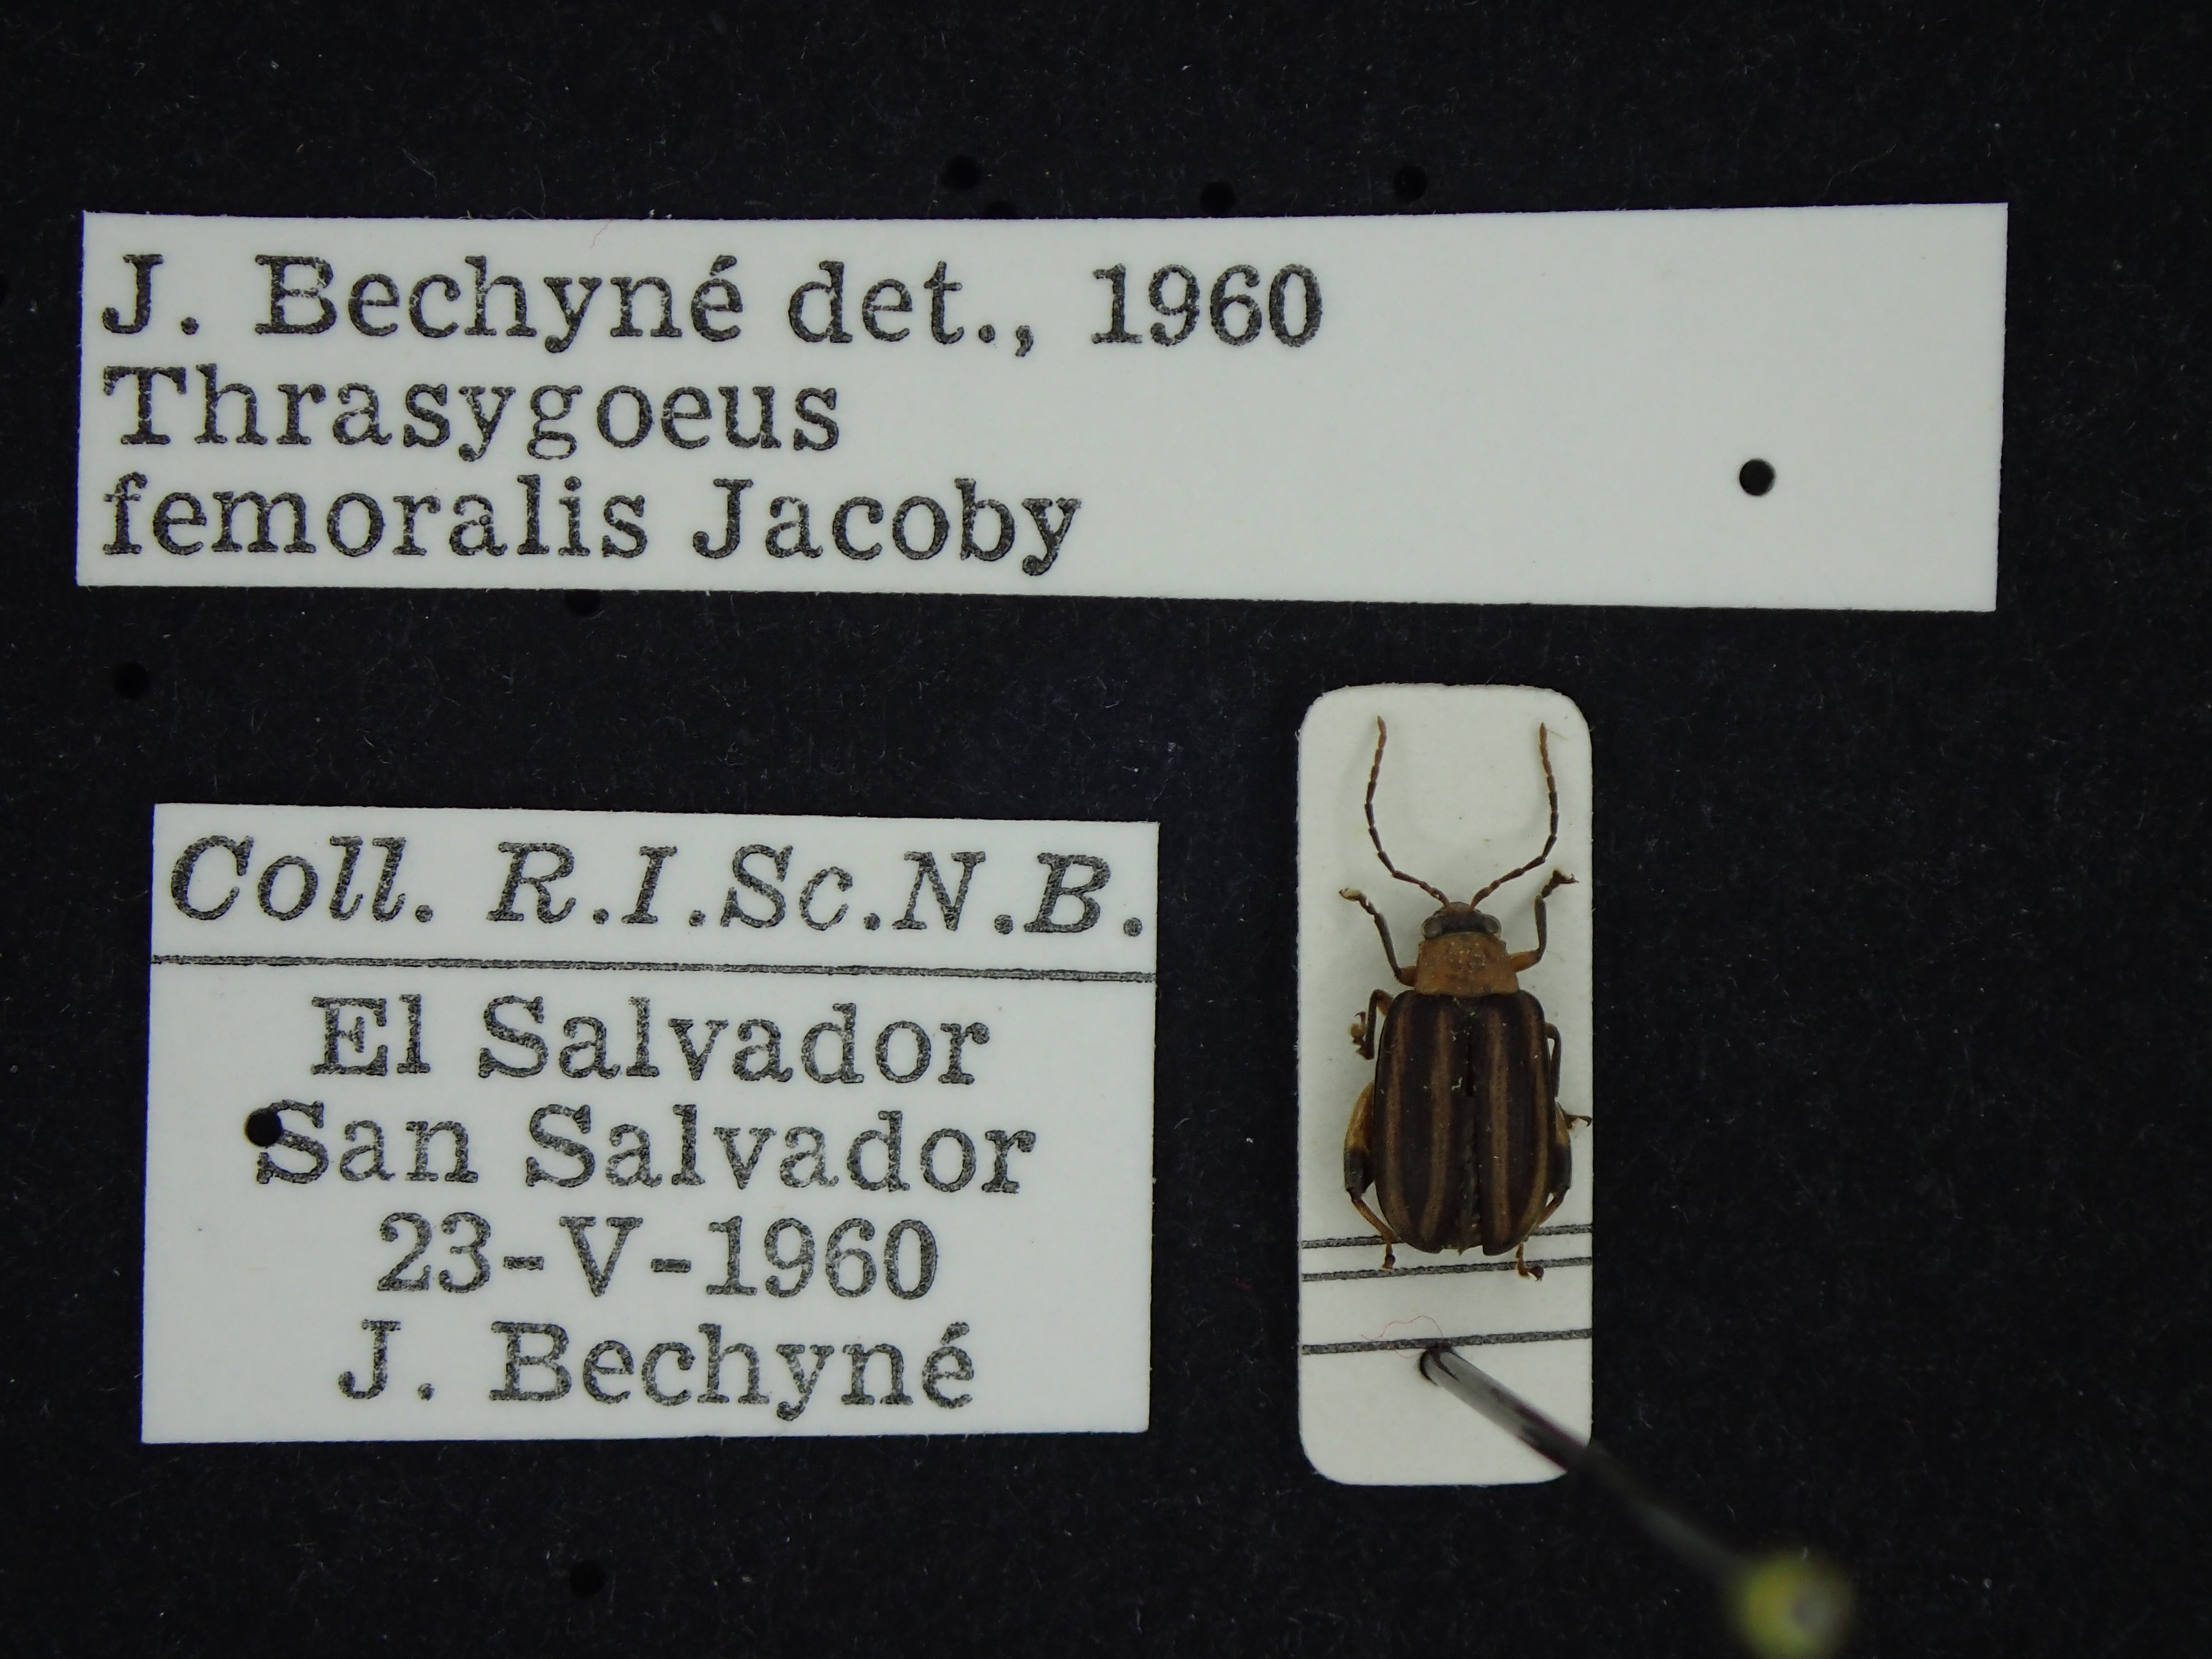 J. Bechyné det., 1960
Thrasygoeus
femoralis Jacoby
Coll. R.I.Sc.N.B.
El Salvador
San Salvador
23-V-1960
J. Bechyné